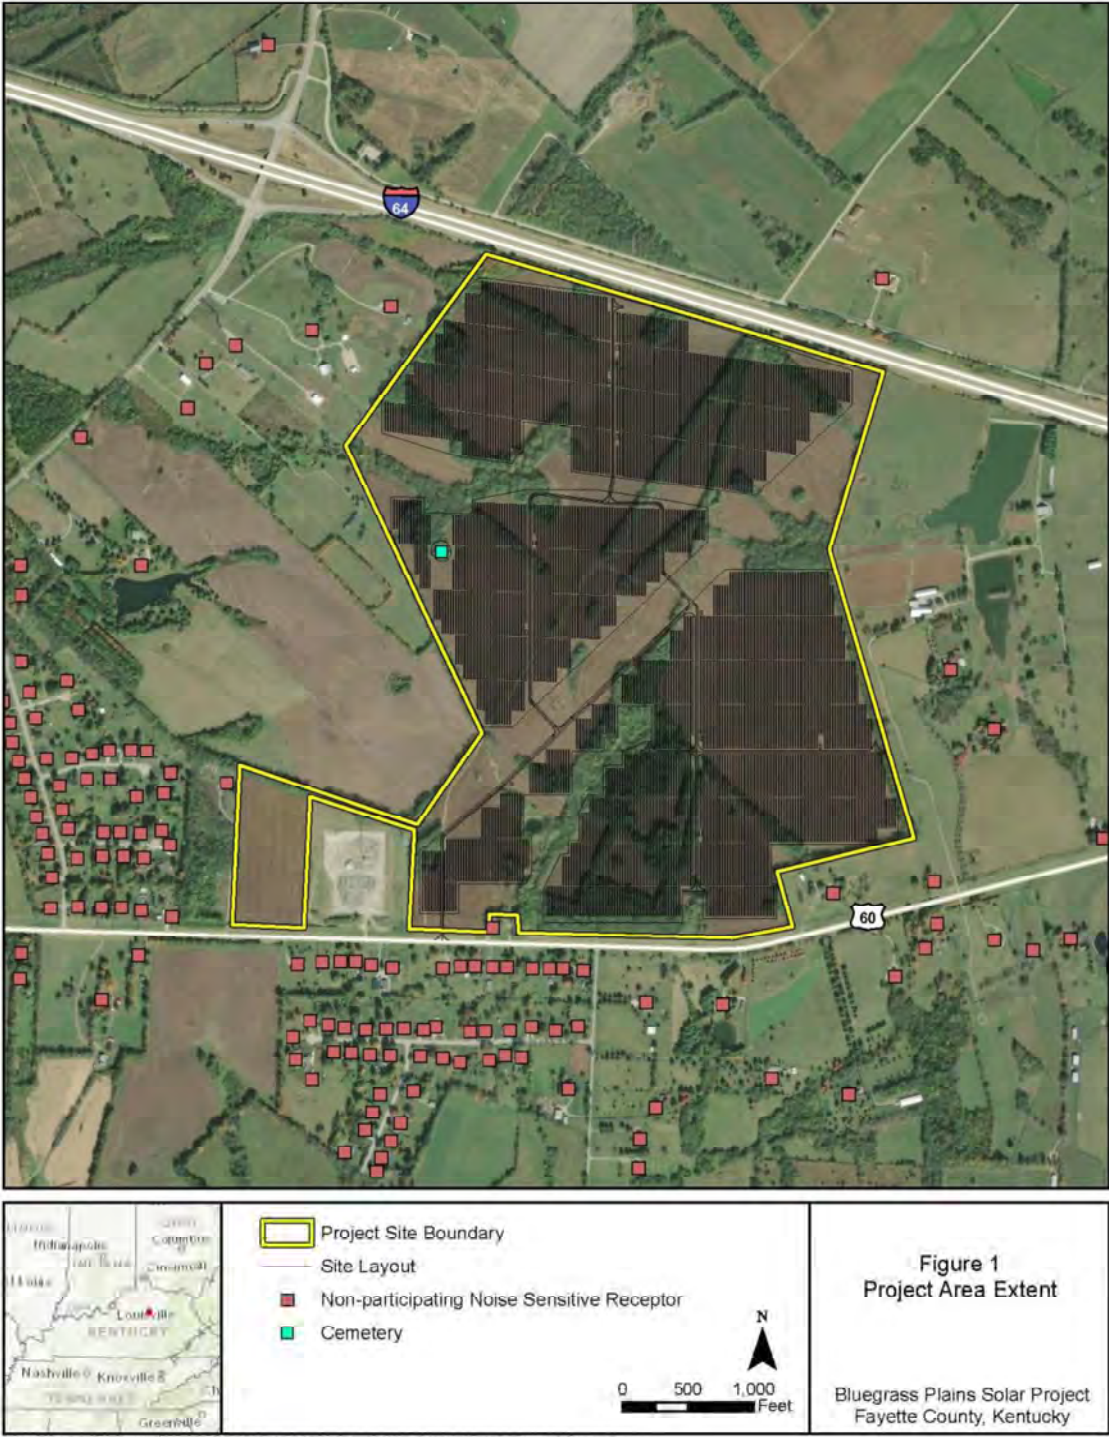 64
60
Indianapolis
Columbus
Cincinnati
Louisville
KENTUCKY
Nashville
Knoxville
Greenville
Project Site Boundary
Site Layout
Non-participating Noise Sensitive Receptor
Cemetery
N
0 500 1,000
Feet
Figure 1
Project Area Extent
Bluegrass Plains Solar Project
Fayette County, Kentucky